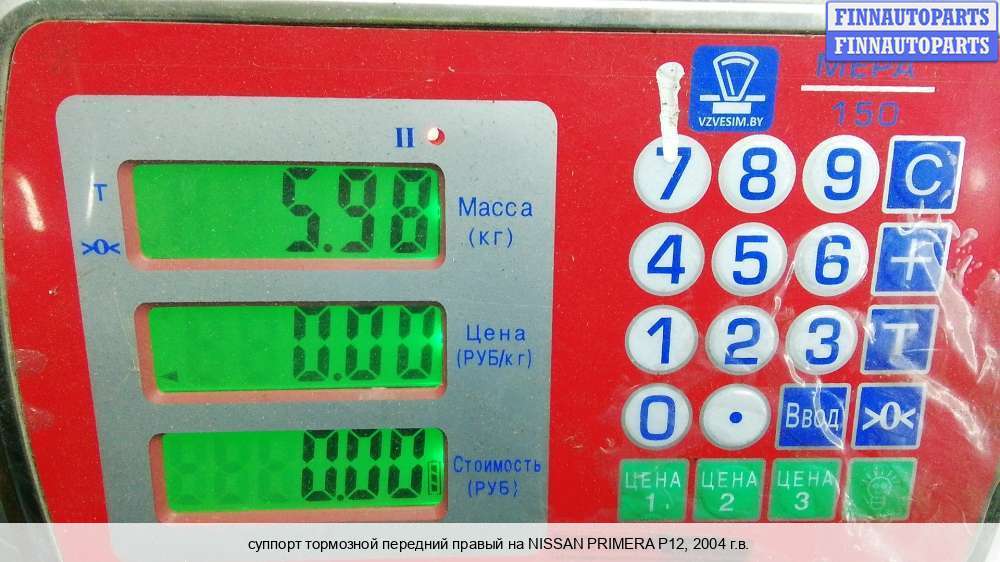 FINNAUTOPARTS
FINNAUTOPARTS
МЕРА
150
VZVESIM.BY
II
T
>0<
5.98
Масса
(кг)
0.00
Цена
(РУБ/кг)
0.00
Стоимость
(РУБ)
7 8 9 C
4 5 6 +
1 2 3 T
0 . Ввод >0<
ЦЕНА 1
ЦЕНА 2
ЦЕНА 3
суппорт тормозной передний правый на NISSAN PRIMERA P12, 2004 г.в.